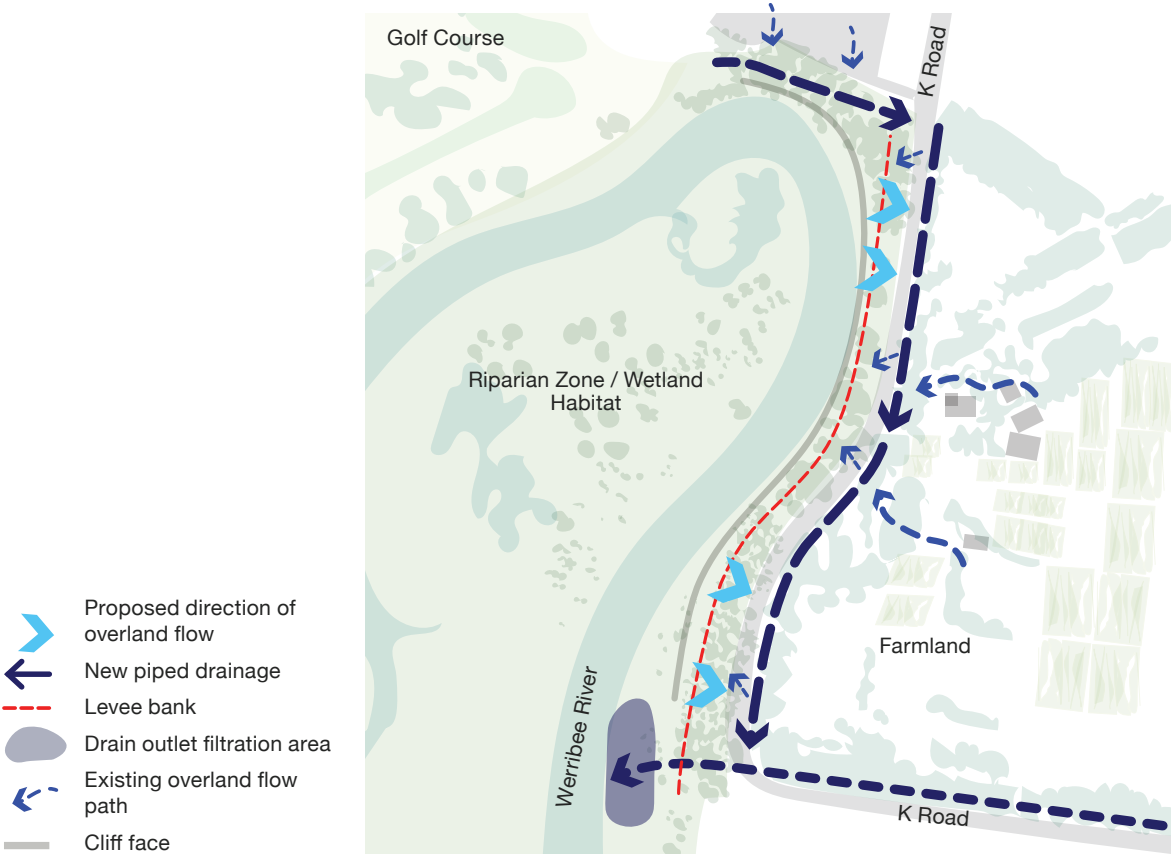 Golf Course
K Road
Riparian Zone / Wetland
Habitat
Farmland
Werribee River
K Road
Proposed direction of
overland flow
New piped drainage
Levee bank
Drain outlet filtration area
Existing overland flow
path
Cliff face